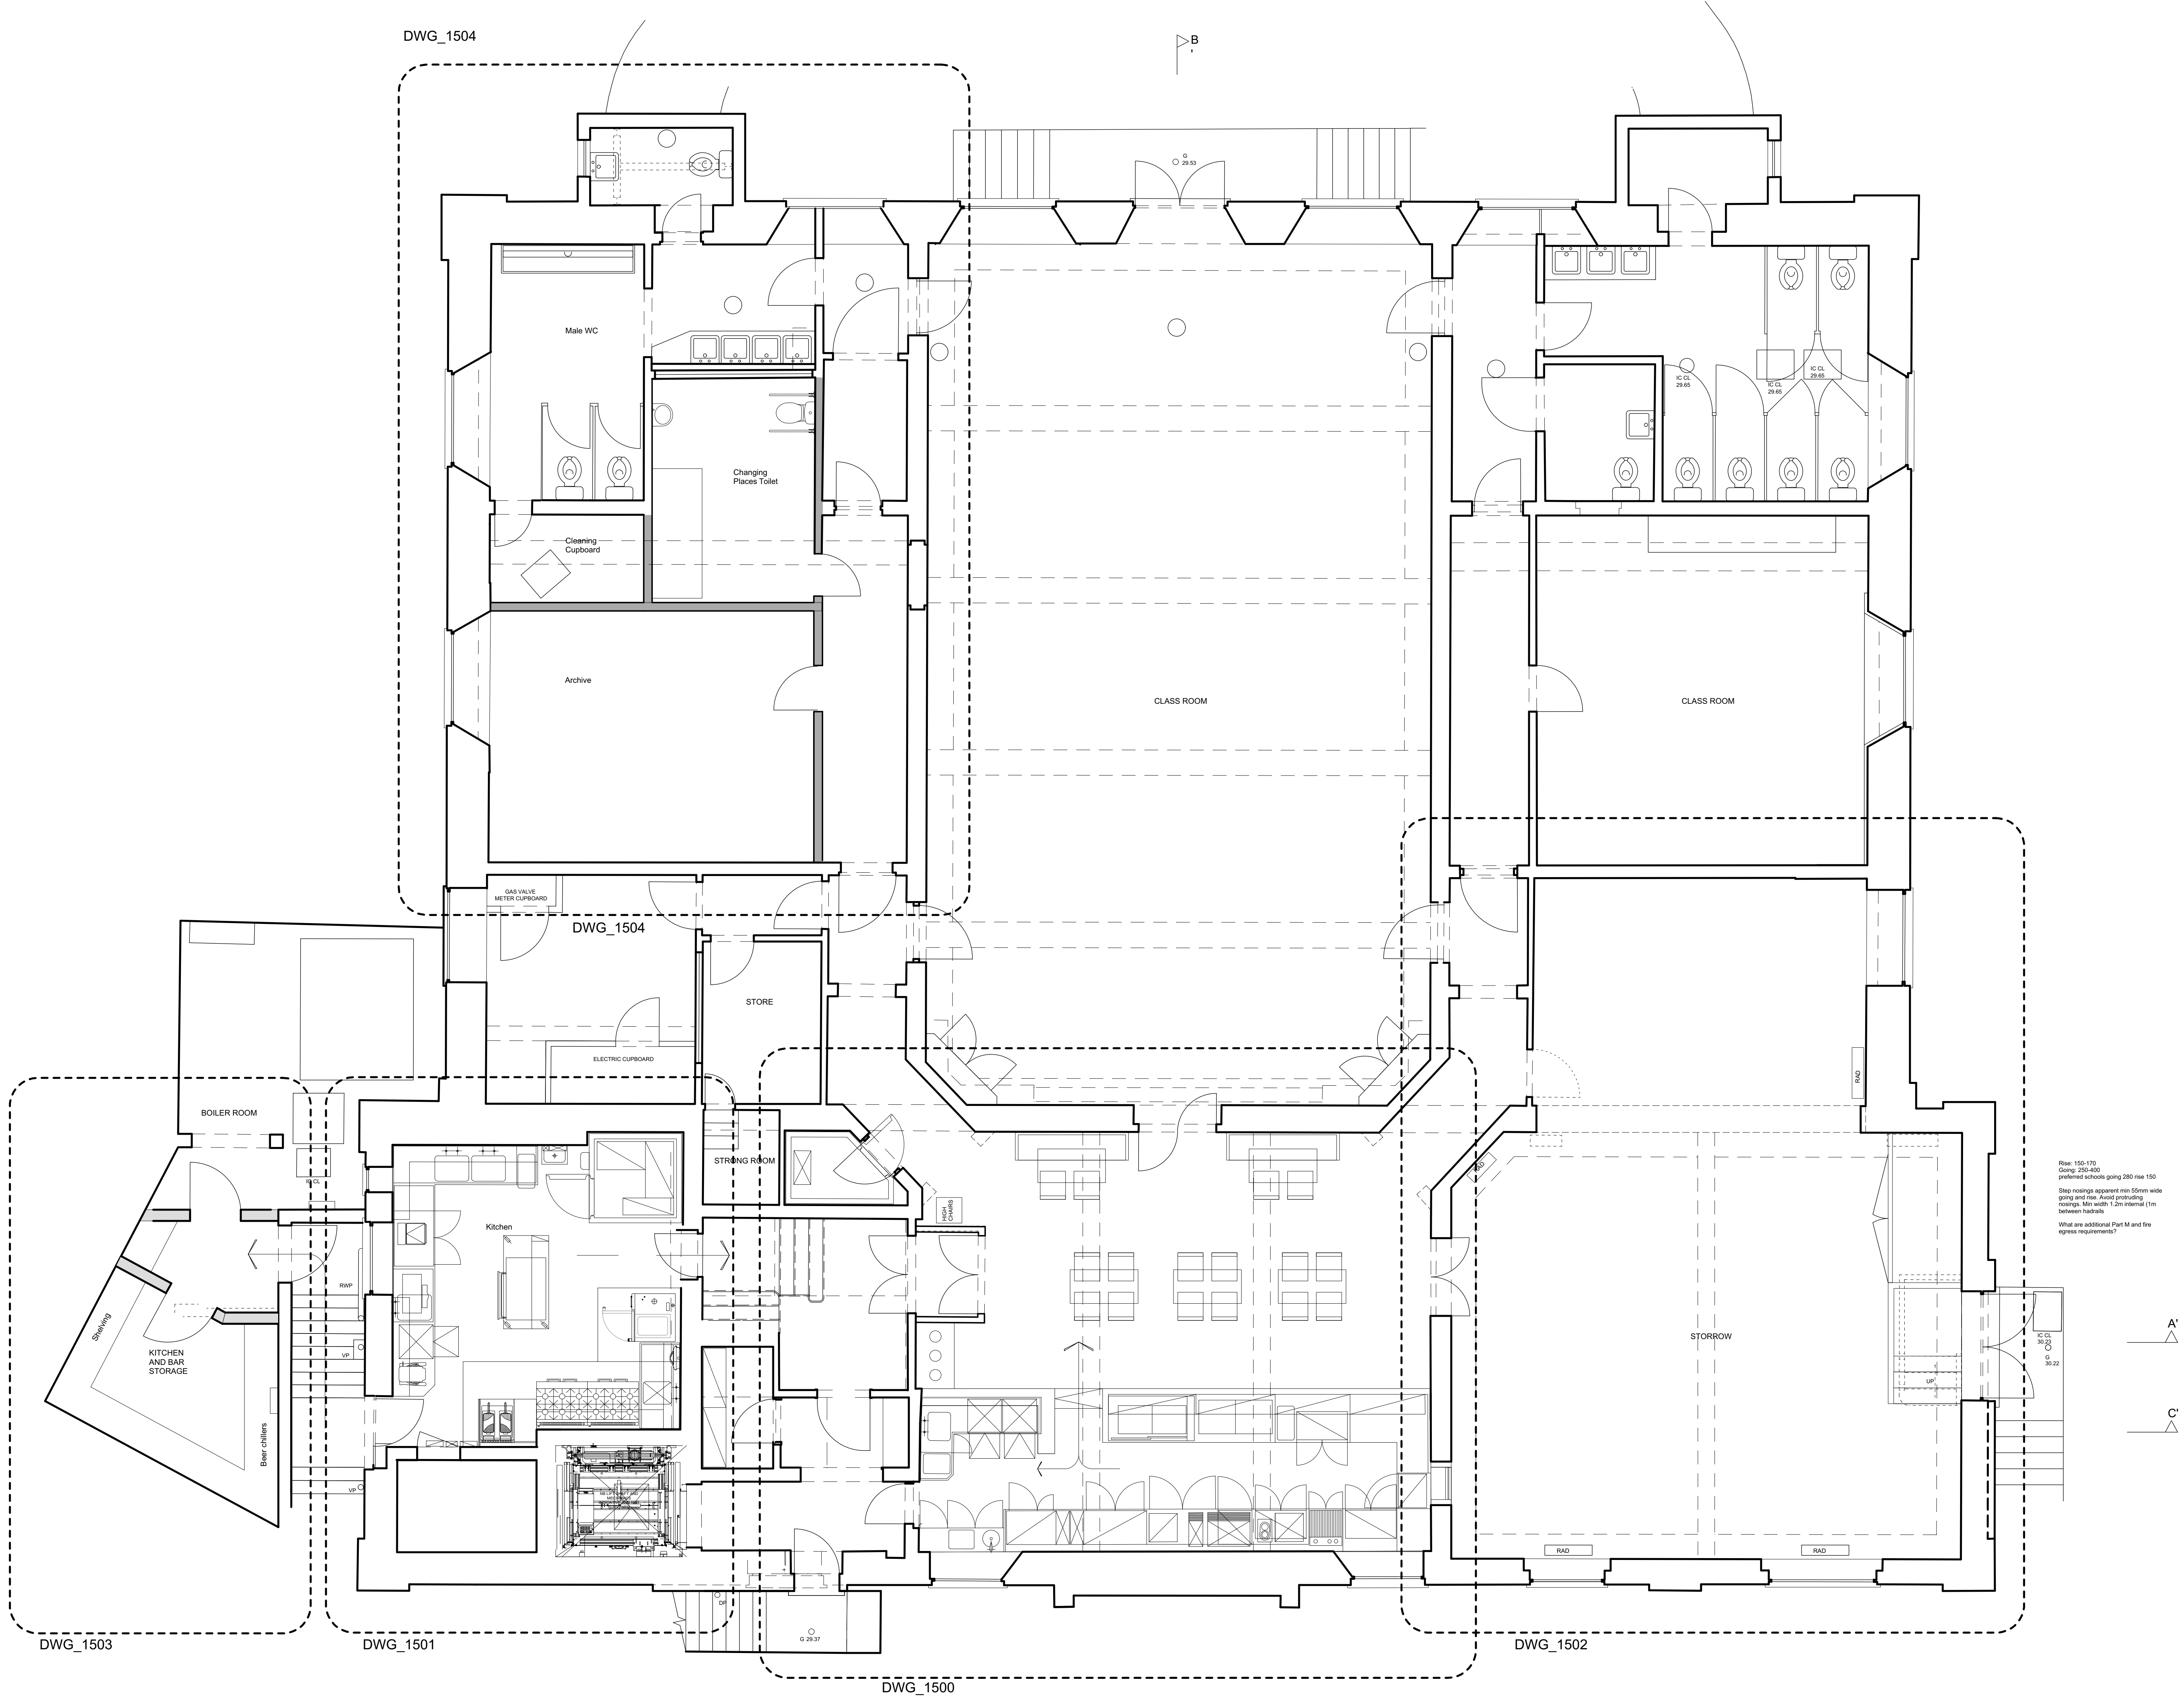 DWG_1504
B
'
G
29.53
Male WC
IC CL
29.65
IC CL
29.65
IC CL
29.65
Changing
Places Toilet
Cleaning
Cupboard
Archive
CLASS ROOM
CLASS ROOM
GAS VALVE
METER CUPBOARD
DWG_1504
STORE
ELECTRIC CUPBOARD
RAD
BOILER ROOM
STRONG ROOM
RAD
IC CL
HIGH
CHAIRS
Kitchen
Rise: 150-170
Going: 250-400
preferred schools going 280 rise 150
Step nosings apparent min 55mm wide
going and rise. Avoid protruding
nosings. Min width 1.2m internal (1m
between hadrails
What are additional Part M and fire
egress requirements?
RWP
Shelving
KITCHEN
AND BAR
STORAGE
VP
STORROW
IC CL
30.23
G
30.22
A'
UP
C'
Beer chillers
VP
RAD
RAD
DP
G 29.37
DWG_1503
DWG_1501
DWG_1502
DWG_1500